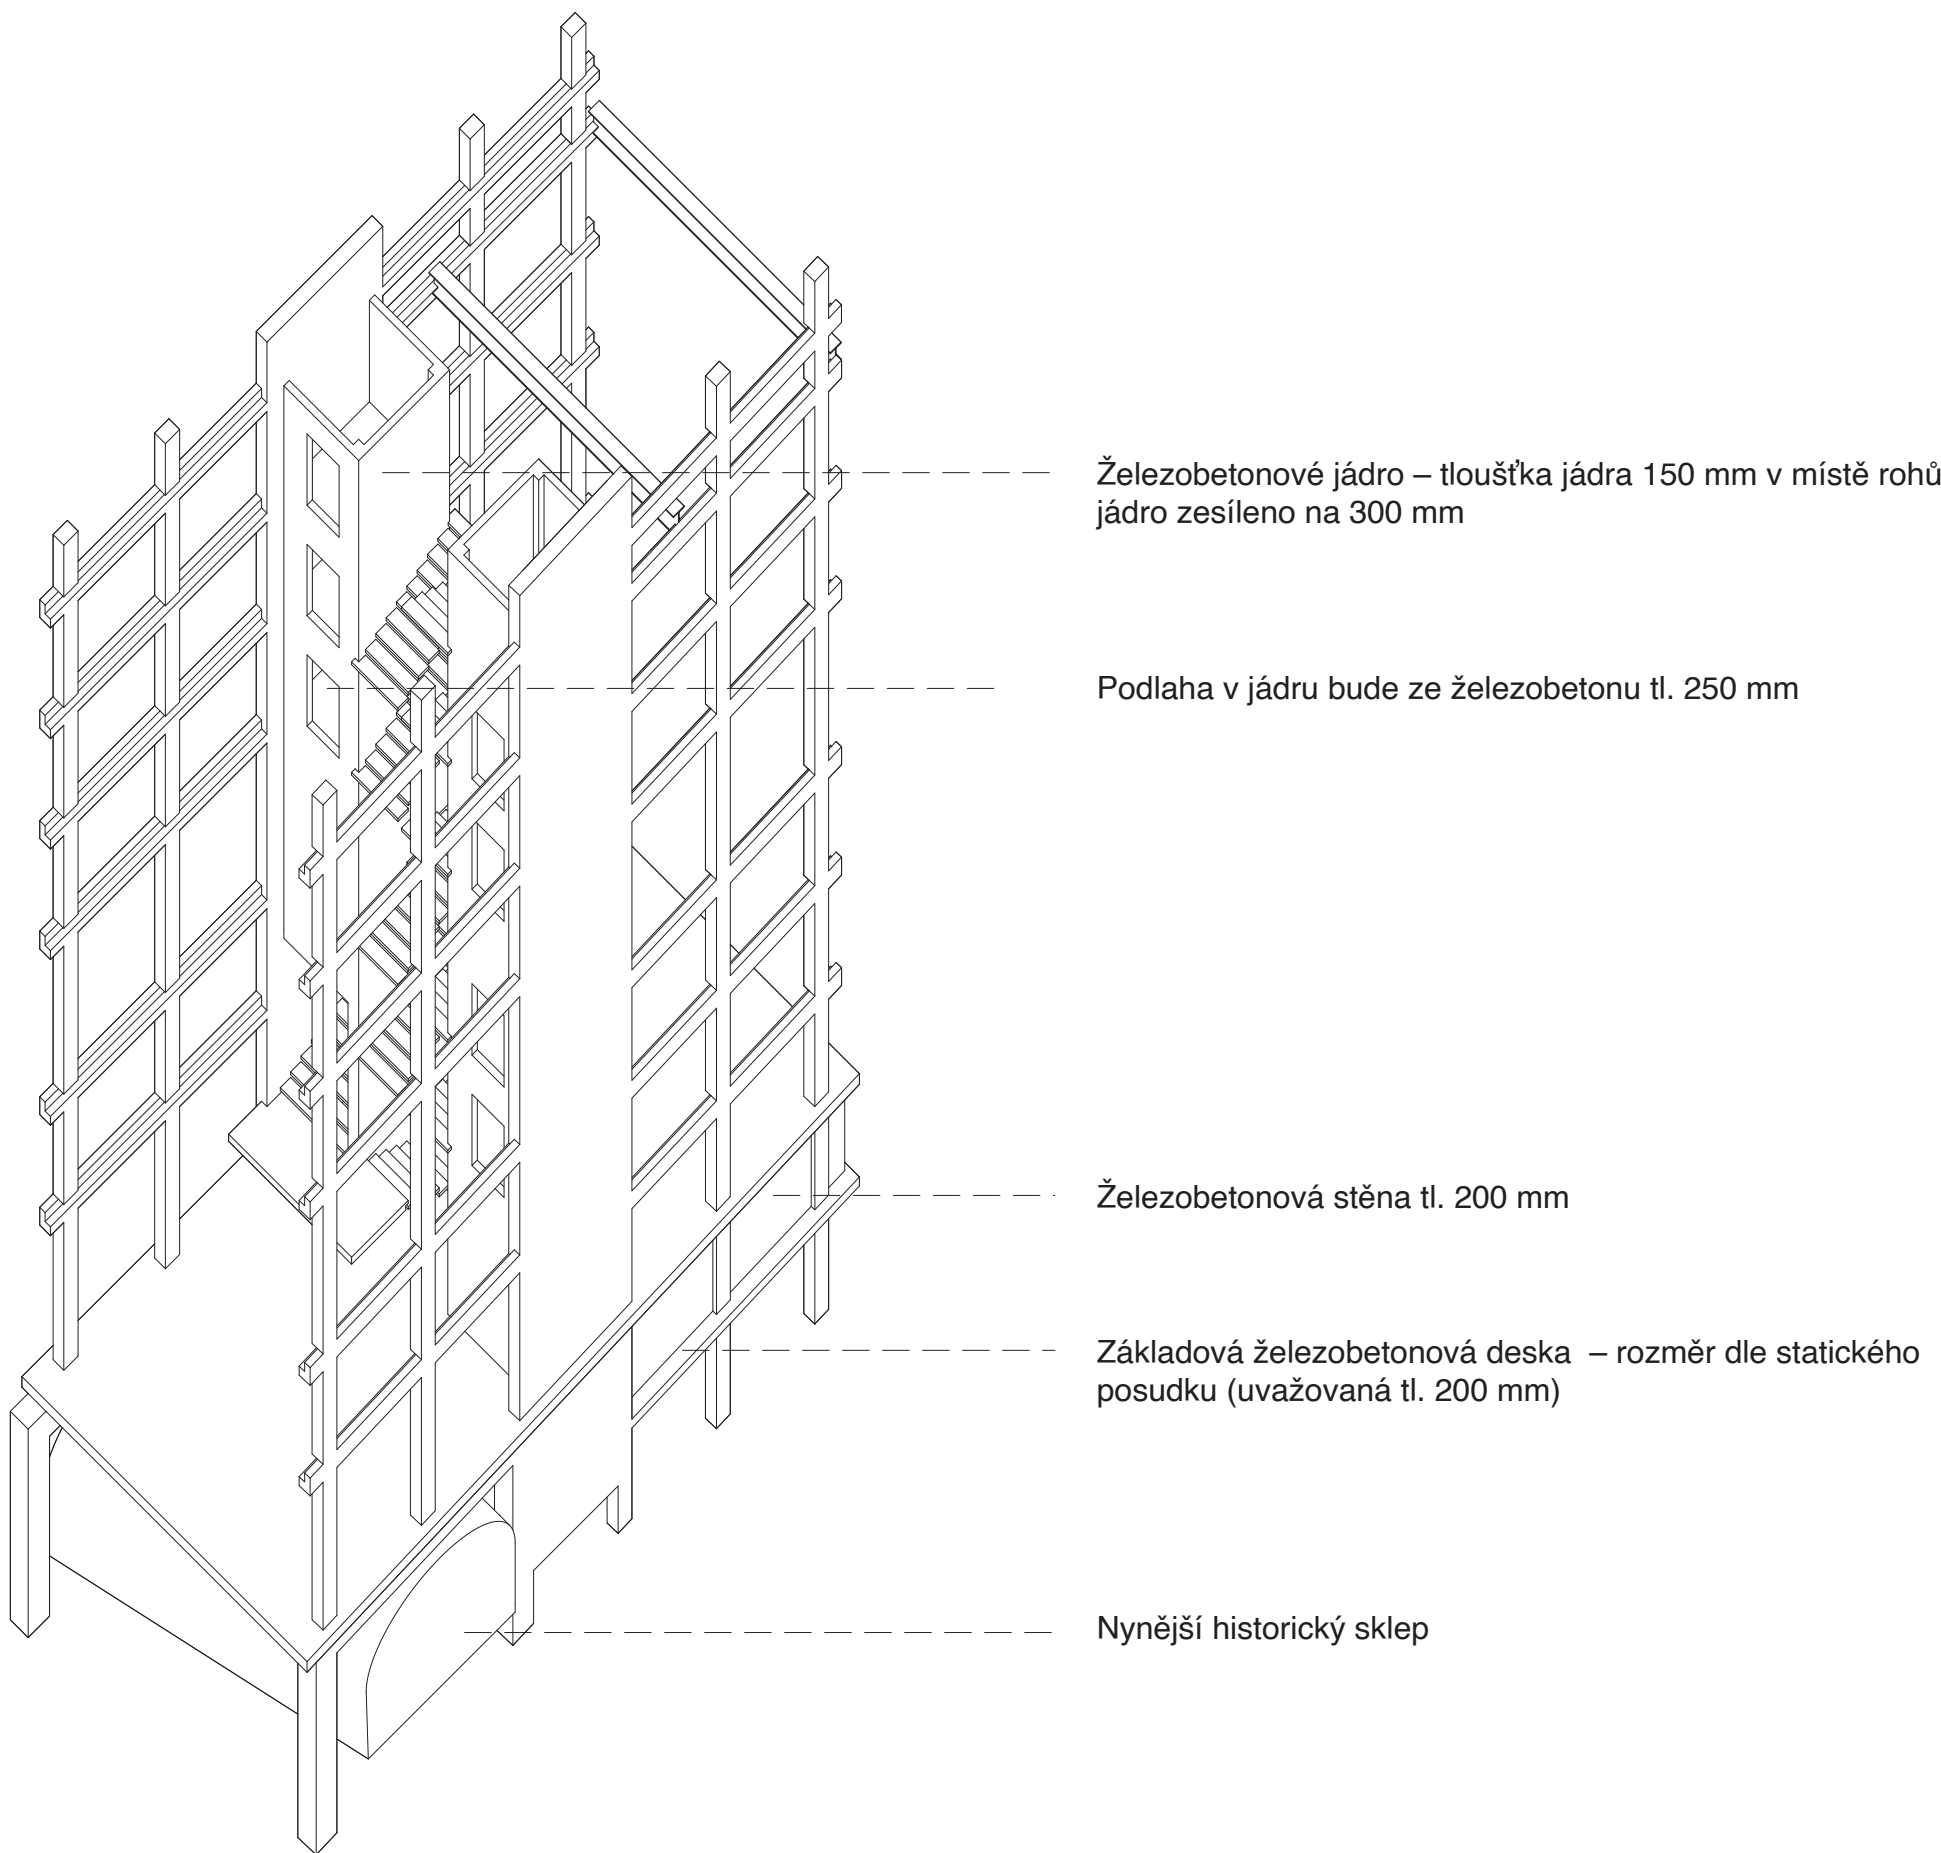 Železobetonové jádro – tloušťka jádra 150 mm v místě rohů
jádro zesíleno na 300 mm
Podlaha v jádru bude ze železobetonu tl. 250 mm
Železobetonová stěna tl. 200 mm
Základová železobetonová deska – rozměr dle statického
posudku (uvažovaná tl. 200 mm)
Nynější historický sklep